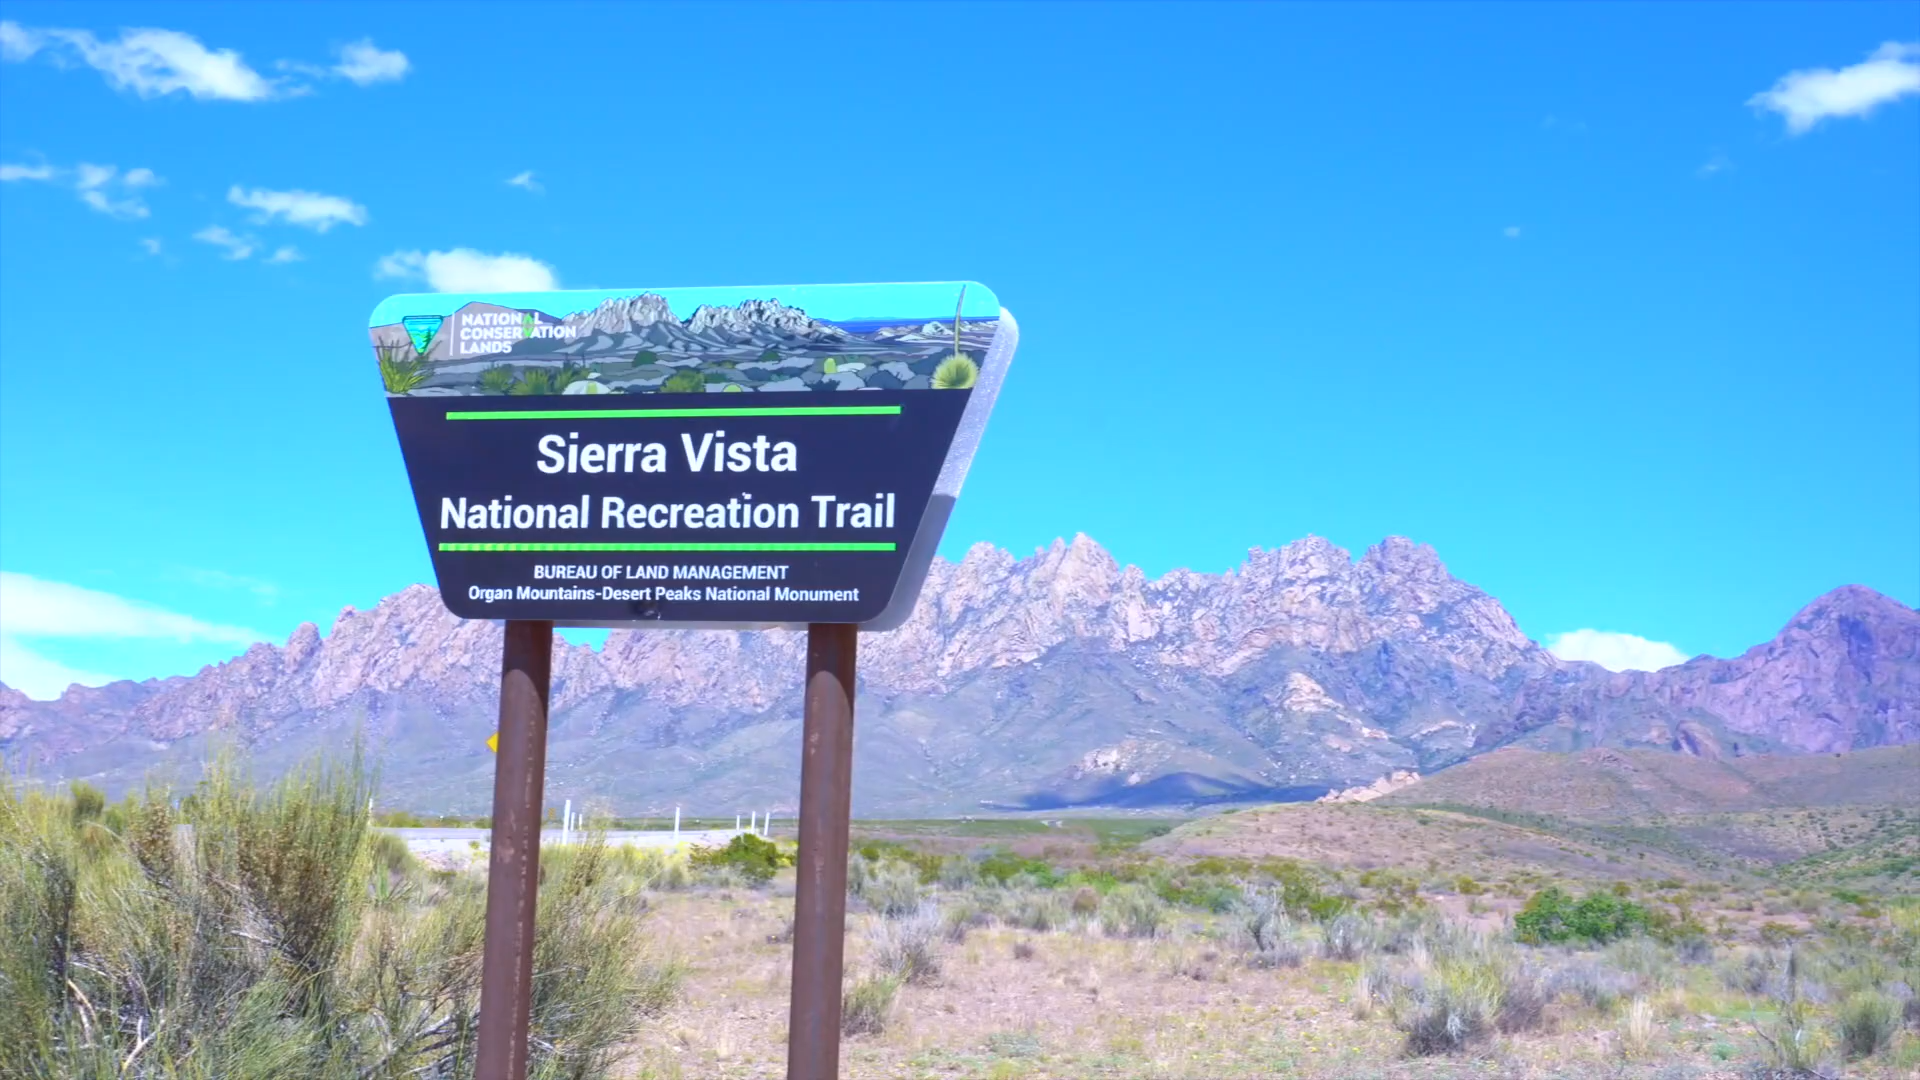 NATIONAL
CONSERVATION
LANDS
Sierra Vista
National Recreation Trail
BUREAU OF LAND MANAGEMENT
Organ Mountains-Desert Peaks National Monument